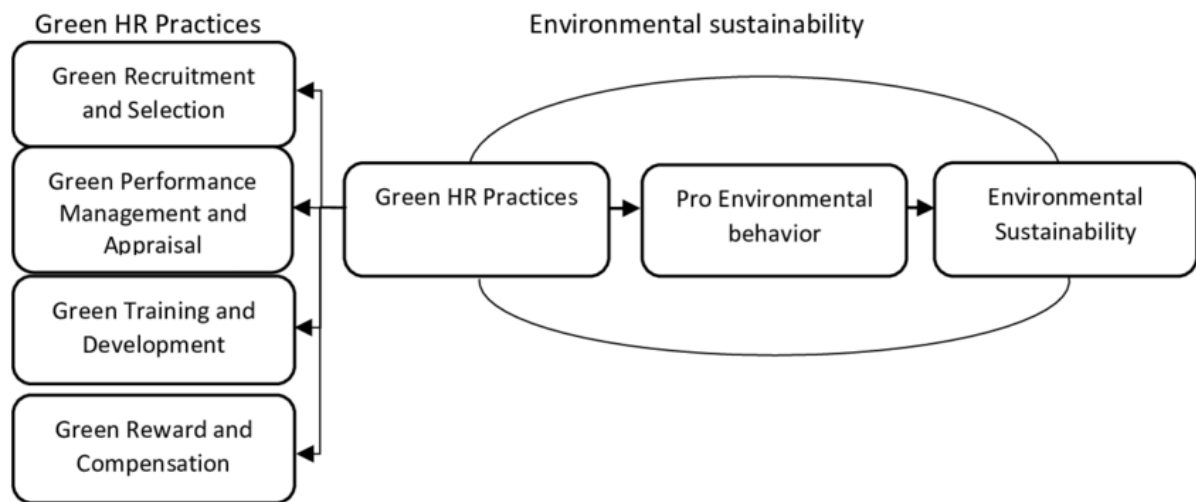 Green HR Practices
Environmental sustainability
Green Recruitment
and Selection
Green Performance
Management and
Appraisal
Green Training and
Development
Green Reward and
Compensation
Green HR Practices
Pro Environmental
behavior
Environmental
Sustainability